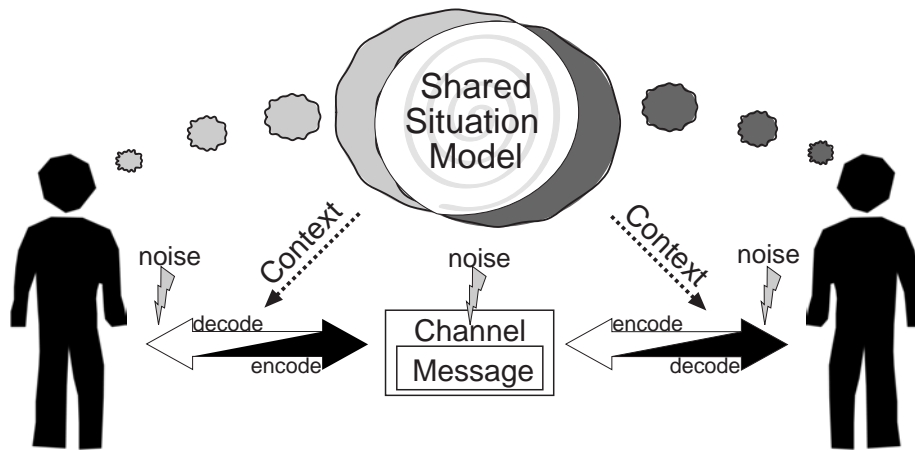 Shared
Situation
Model
Context
Context
noise
noise
noise
decode
encode
Channel
Message
encode
decode